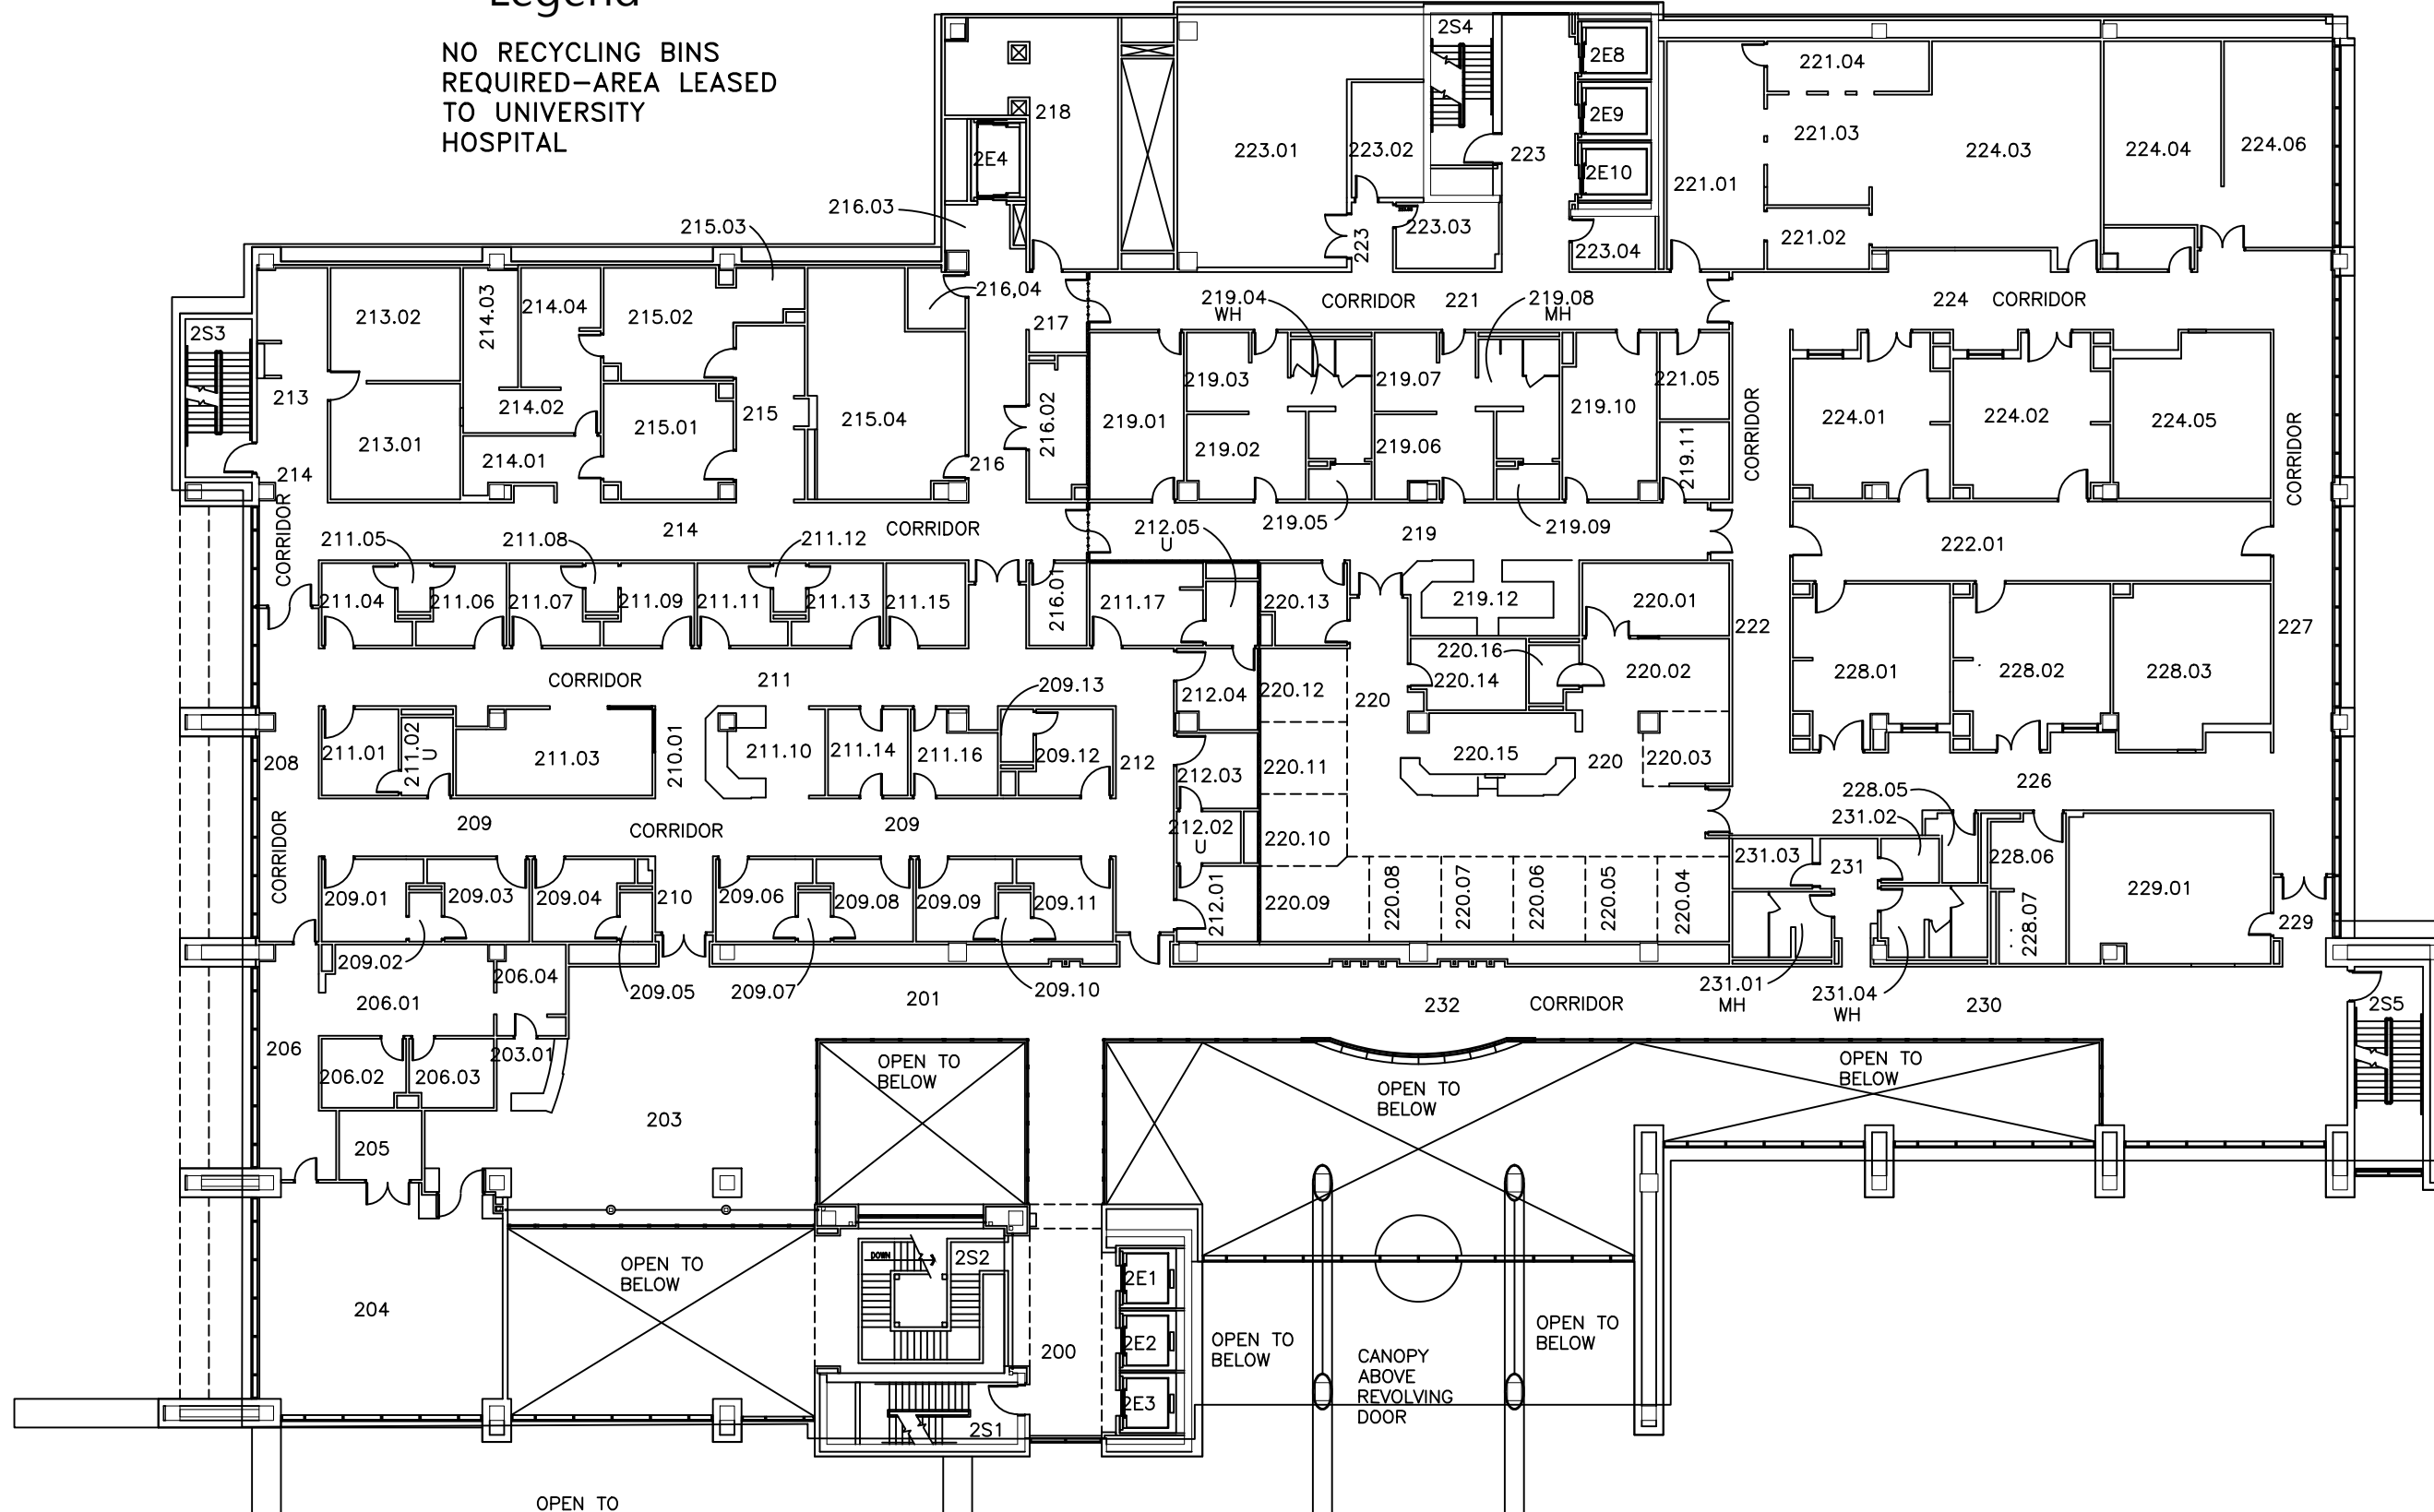 Legend
NO RECYCLING BINS
REQUIRED-AREA LEASED
TO UNIVERSITY
HOSPITAL
2S4
2E8
221.04
218
2E9
221.03
223.01
223.02
223
224.03
224.04
224.06
2E4
2E10
221.01
216.03
215.03
223.03
223
221.02
223.04
216,04
219.04
WH
CORRIDOR
221
219.08
MH
224
CORRIDOR
213.02
214.03
214.04
215.02
217
2S3
219.03
219.07
221.05
213
214.02
215
219.10
215.01
215.04
216.02
219.01
224.01
224.02
224.05
CORRIDOR
CORRIDOR
213.01
219.02
219.06
214.01
216
219.11
214
CORRIDOR
214
CORRIDOR
212.05
U
219.05
219.09
219
211.05
211.08
211.12
222.01
211.04
211.06
211.07
211.09
211.11
211.13
211.15
216.01
211.17
220.13
219.12
220.01
222
227
CORRIDOR
211
209.13
212.04
220.12
220
220.16
220.14
220.02
228.01
228.02
228.03
211.01
211.02
U
211.03
210.01
211.10
211.14
211.16
209.12
208
212
212.03
220.11
220.15
220
220.03
226
228.05
231.02
CORRIDOR
209
CORRIDOR
209
212.02
U
220.10
231.03
231
228.06
209.01
209.03
209.04
210
209.06
209.08
209.09
209.11
212.01
220.09
220.08
220.07
220.06
220.05
220.04
229.01
229
228.07
209.02
206.04
209.05
209.07
201
209.10
206.01
232
CORRIDOR
231.01
MH
231.04
WH
230
2S5
206
203.01
206.02
206.03
OPEN TO
BELOW
OPEN TO
BELOW
OPEN TO
BELOW
203
205
DOWN
2S2
OPEN TO
BELOW
2E1
204
200
2E2
OPEN TO
BELOW
OPEN TO
BELOW
CANOPY
ABOVE
REVOLVING
DOOR
2E3
2S1
OPEN TO